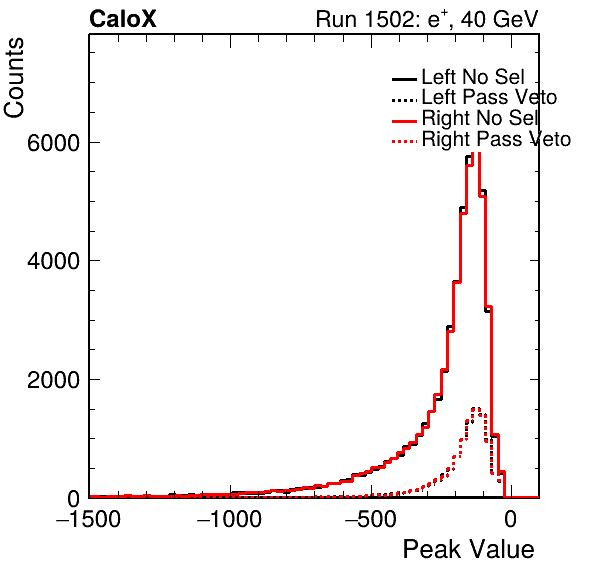 CaloX Run 1502: e⁺, 40 GeV
Counts
Left No Sel
Left Pass Veto
Right No Sel
Right Pass Veto
6000
4000
2000
0
−1500 −1000 −500 0
Peak Value